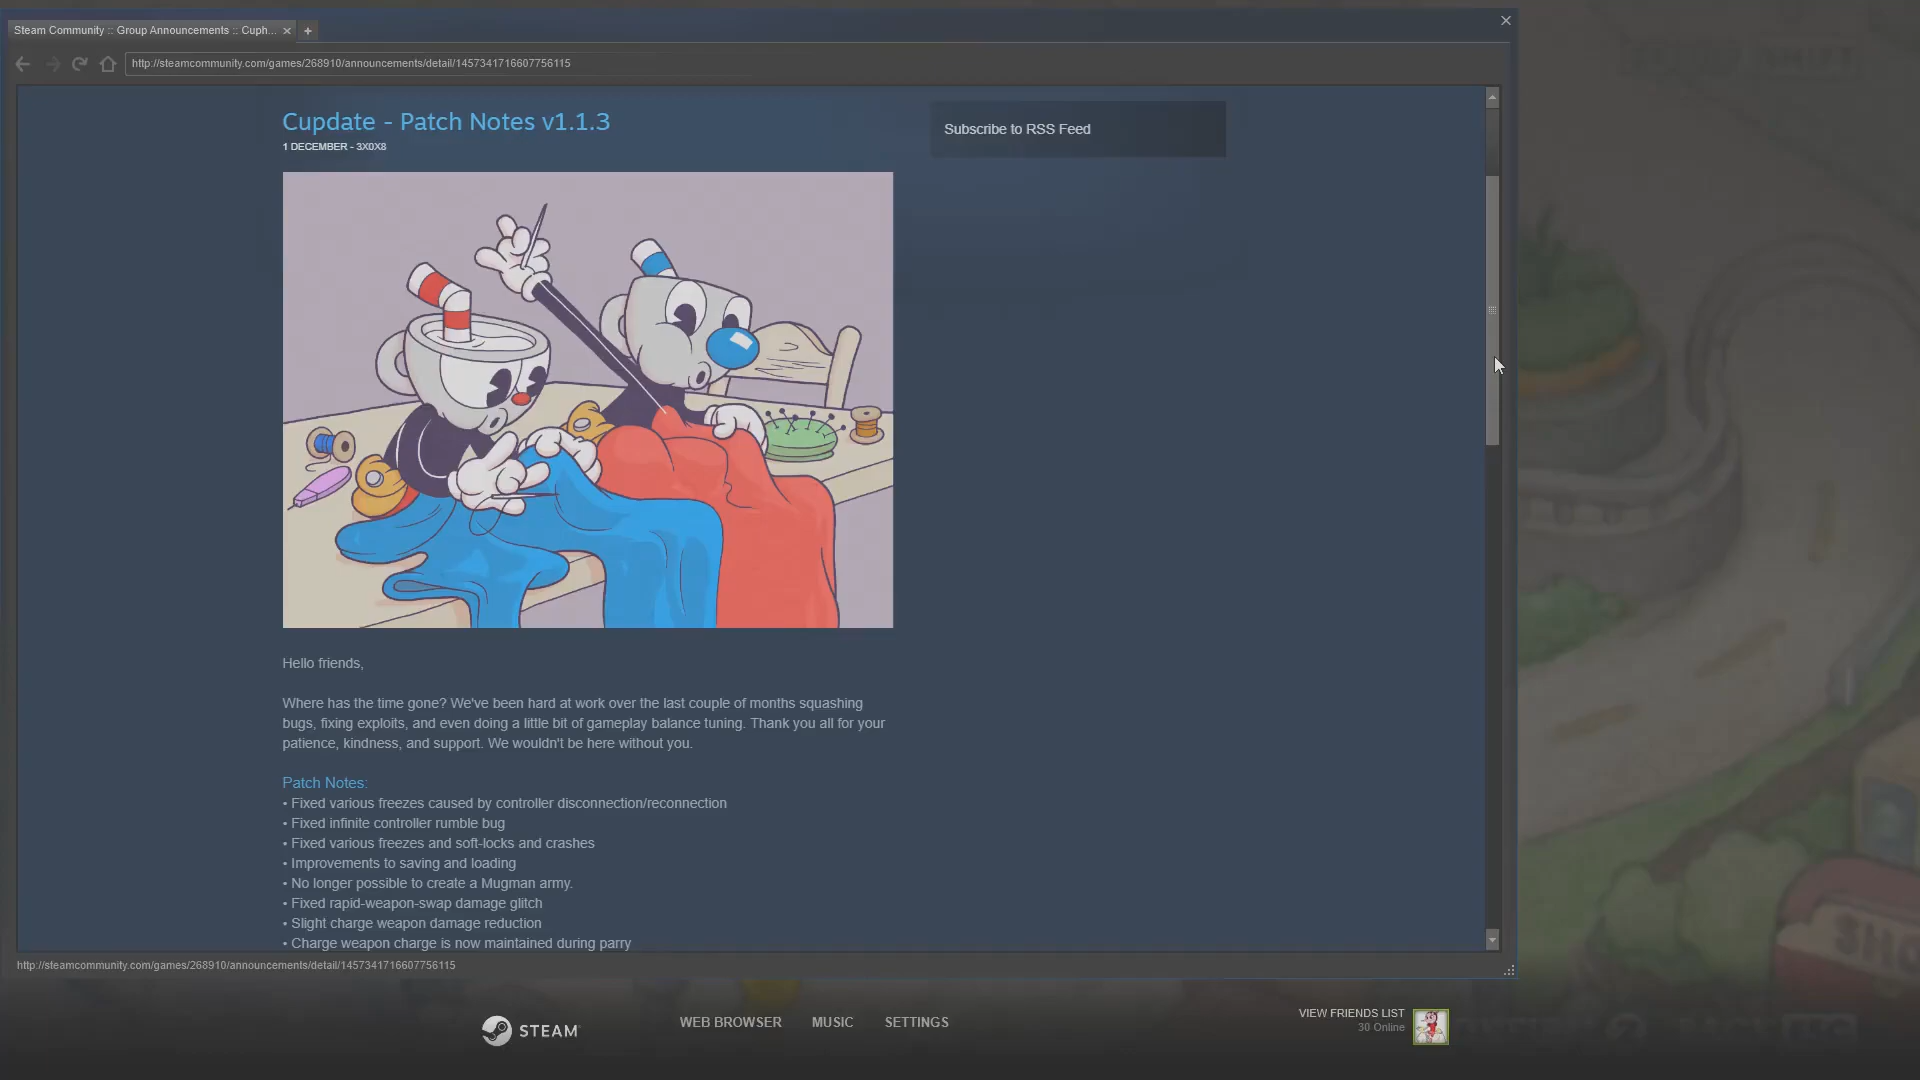 Steam Community :: Group Announcements :: Cuph...
http://steamcommunity.com/games/268910/announcements/detail/1457341716607756115
Cupdate - Patch Notes v1.1.3
1 DECEMBER - 3X0X8
Subscribe to RSS Feed
Hello friends,
Where has the time gone? We've been hard at work over the last couple of months squashing
bugs, fixing exploits, and even doing a little bit of gameplay balance tuning. Thank you all for your
patience, kindness, and support. We wouldn't be here without you.
Patch Notes:
• Fixed various freezes caused by controller disconnection/reconnection
• Fixed infinite controller rumble bug
• Fixed various freezes and soft-locks and crashes
• Improvements to saving and loading
• No longer possible to create a Mugman army.
• Fixed rapid-weapon-swap damage glitch
• Slight charge weapon damage reduction
• Charge weapon charge is now maintained during parry
http://steamcommunity.com/games/268910/announcements/detail/1457341716607756115
STEAM
WEB BROWSER
MUSIC
SETTINGS
VIEW FRIENDS LIST
30 Online